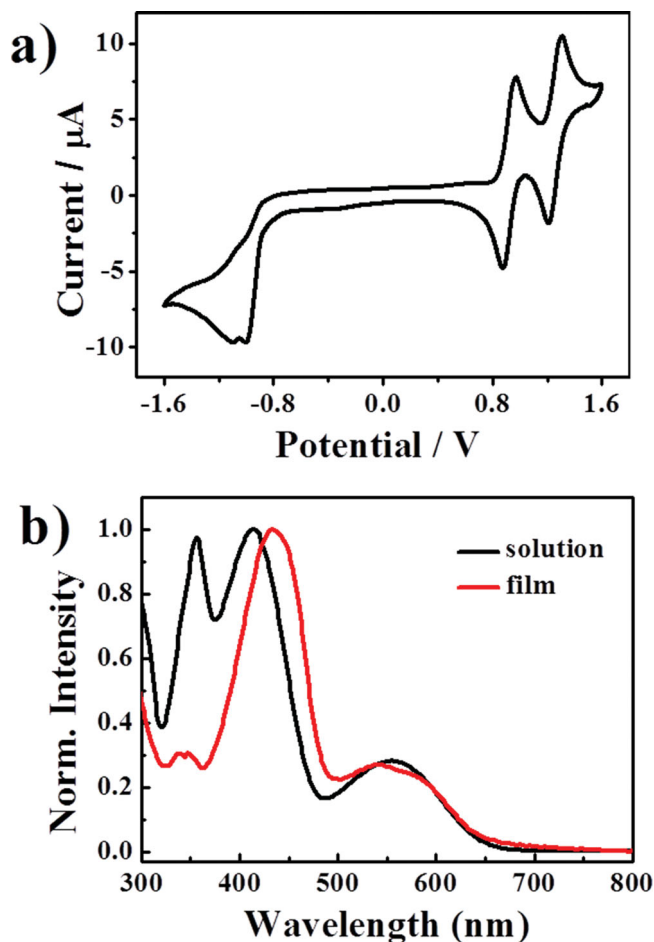 a)
Current / μA
10
5
0
-5
-10
-1.6 -0.8 0.0 0.8 1.6
Potential / V
b)
Norm. Intensity
1.0
0.8
0.6
0.4
0.2
0.0
solution
film
300 400 500 600 700 800
Wavelength (nm)